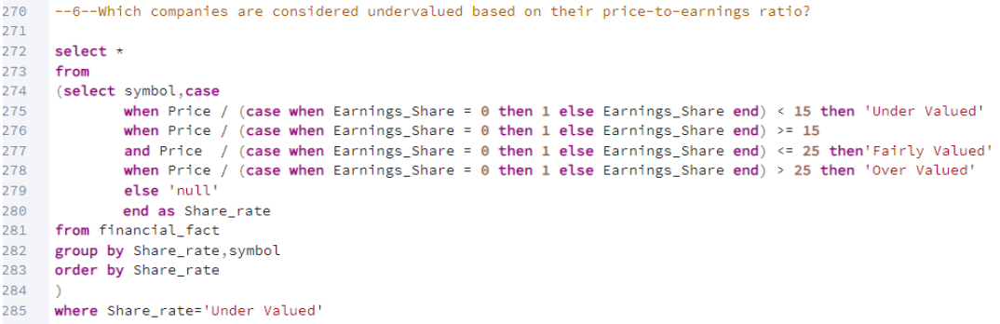 270 --6--Which companies are considered undervalued based on their price-to-earnings ratio?
271
272 select *
273 from
274 (select symbol,case
275 when Price / (case when Earnings_Share = 0 then 1 else Earnings_Share end) < 15 then 'Under Valued'
276 when Price / (case when Earnings_Share = 0 then 1 else Earnings_Share end) >= 15
277 and Price  / (case when Earnings_Share = 0 then 1 else Earnings_Share end) <= 25 then'Fairly Valued'
278 when Price / (case when Earnings_Share = 0 then 1 else Earnings_Share end) > 25 then 'Over Valued'
279 else 'null'
280 end as Share_rate
281 from financial_fact
282 group by Share_rate,symbol
283 order by Share_rate
284 )
285 where Share_rate='Under Valued'